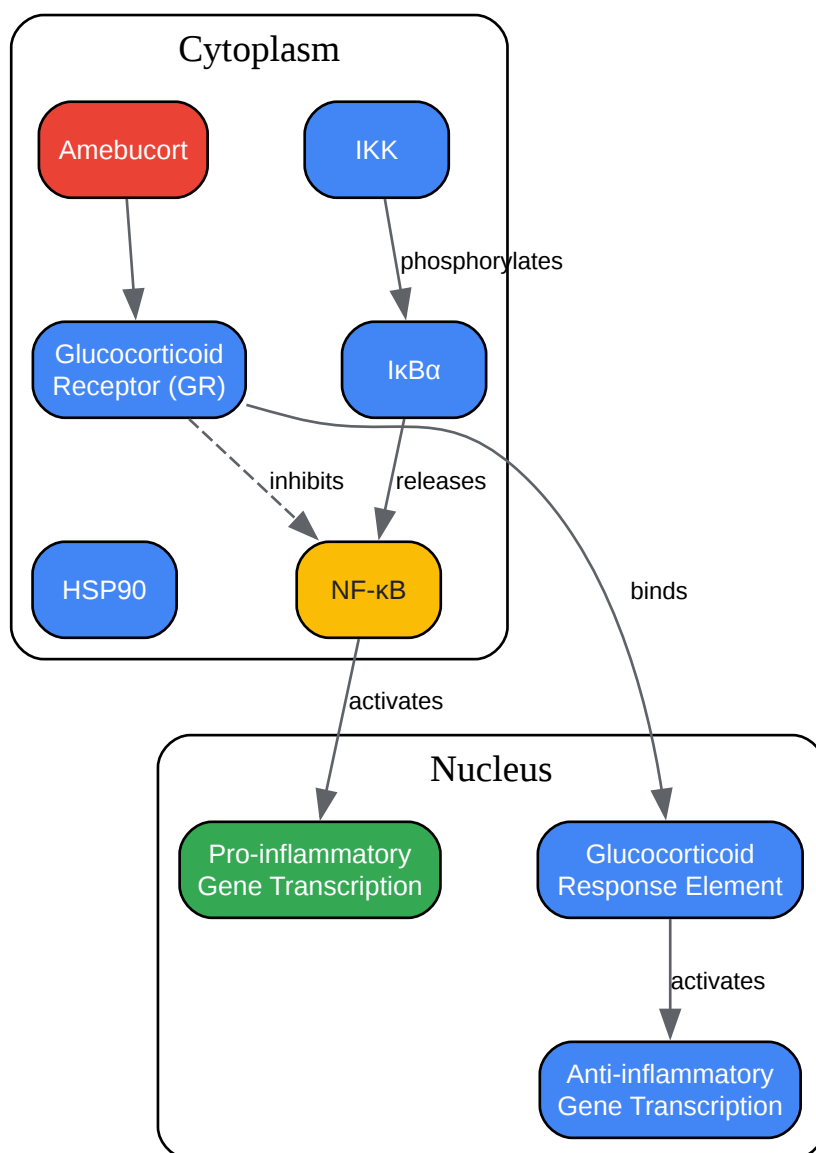 Cytoplasm
Amebucort
IKK
phosphorylates
Glucocorticoid
Receptor (GR)
IκBα
inhibits
releases
HSP90
NF-κB
binds
activates
Nucleus
Pro-inflammatory
Gene Transcription
Glucocorticoid
Response Element
activates
Anti-inflammatory
Gene Transcription